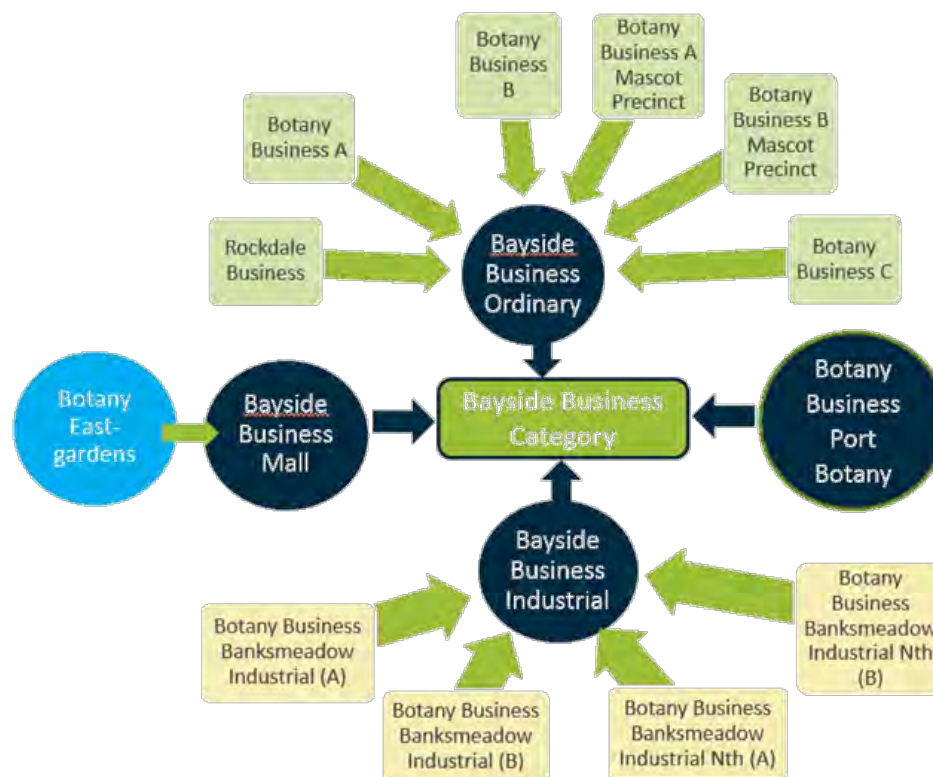 Botany
Business
B
Botany
Business A
Mascot
Precinct
Botany
Business B
Mascot
Precinct
Botany
Business A
Rockdale
Business
Bayside
Business
Ordinary
Botany
Business C
Botany
East-
gardens
Bayside
Business
Mall
Bayside Business
Category
Botany
Business
Port
Botany
Bayside
Business
Industrial
Botany Business
Banksmeadow
Industrial (A)
Botany Business
Banksmeadow
Industrial (B)
Botany Business
Banksmeadow
Industrial Nth (A)
Botany
Business
Banksmeadow
Industrial Nth
(B)